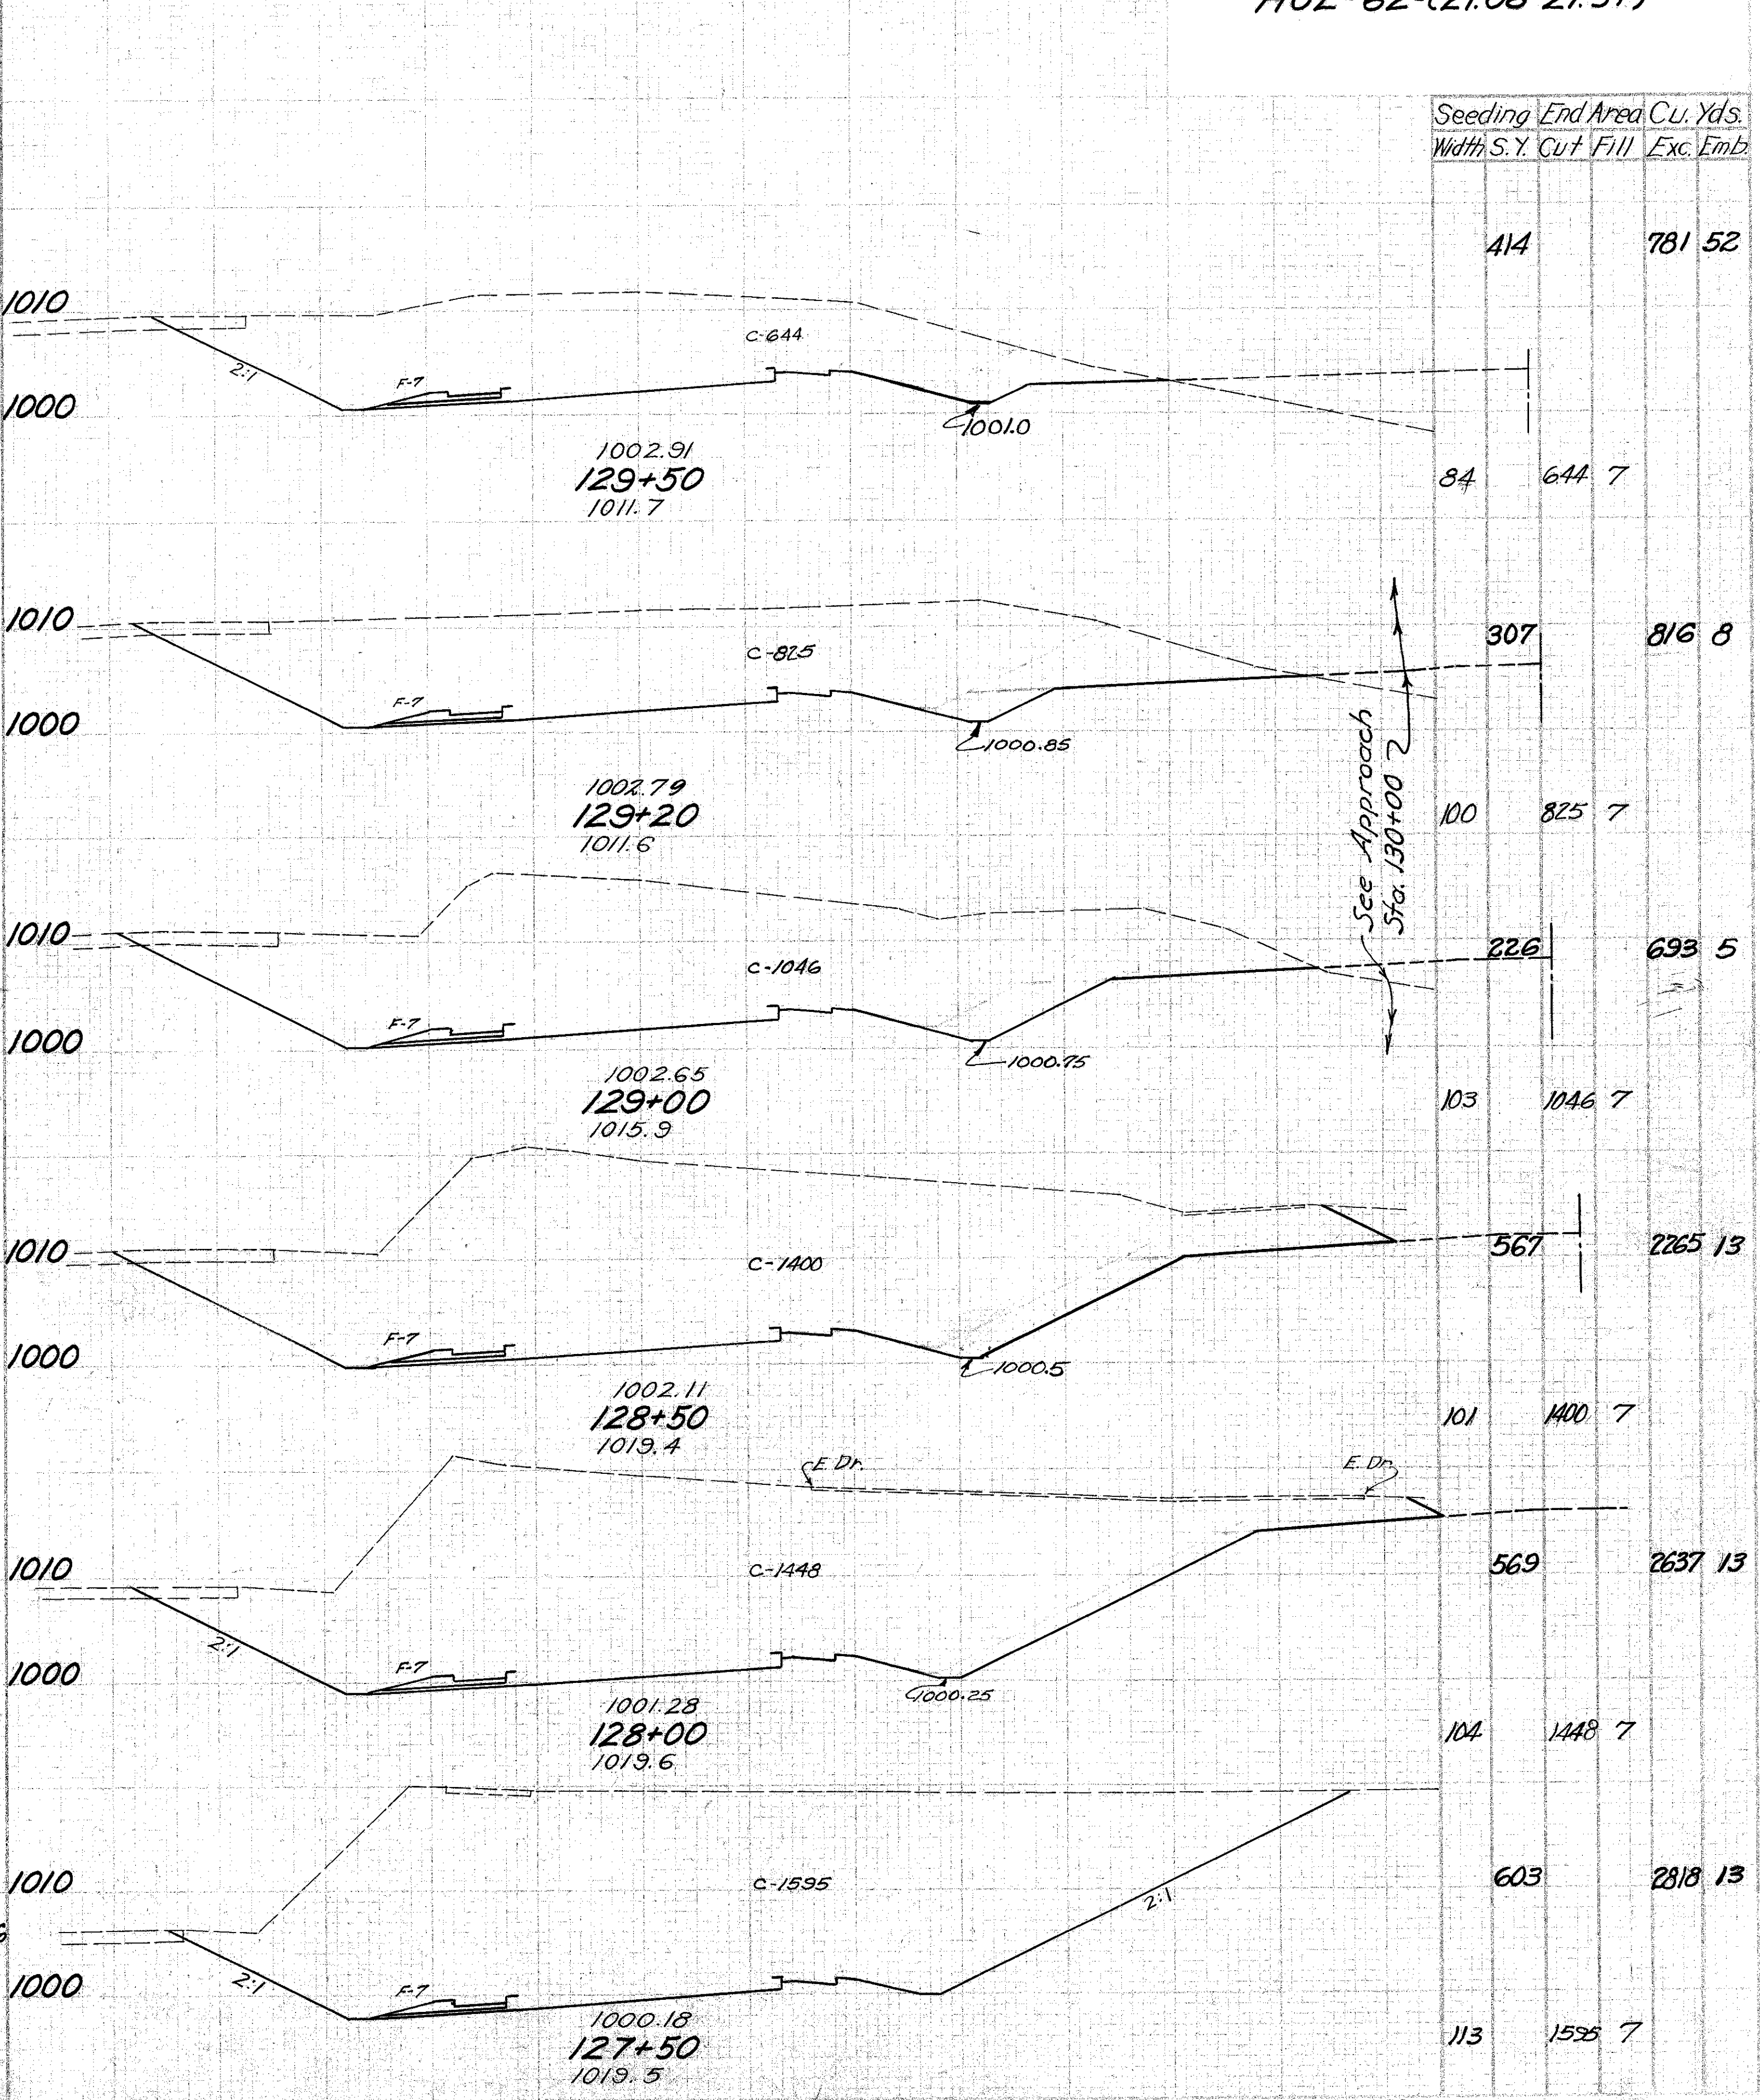 Seeding End Area Cu. Yds.
Width S.Y. Cut Fill Exc. Emb.
414 781 52
1010
C-644
2:1
F-7
1000
1001.0
1002.91
129+50
1011.7
84 644 7
1010
307 816 8
C-825
F-7
1000
1000.85
See Approach
Sta. 130+00
1002.79
129+20
1011.6
100 825 7
1010
226 693 5
C-1046
F-7
1000
1000.75
1002.65
129+00
1015.9
103 1046 7
1010
567 2265 13
C-1400
F-7
1000
1000.5
1002.11
128+50
1019.4
101 1400 7
E. Dr. E. Dr.
1010
C-1448
569 2637 13
2:1
F-7
1000
1000.25
1001.28
128+00
1019.6
104 1448 7
1010
C-1595
603 2818 13
2:1
2:1
F-7
1000
1000.18
127+50
1019.5
113 1595 7